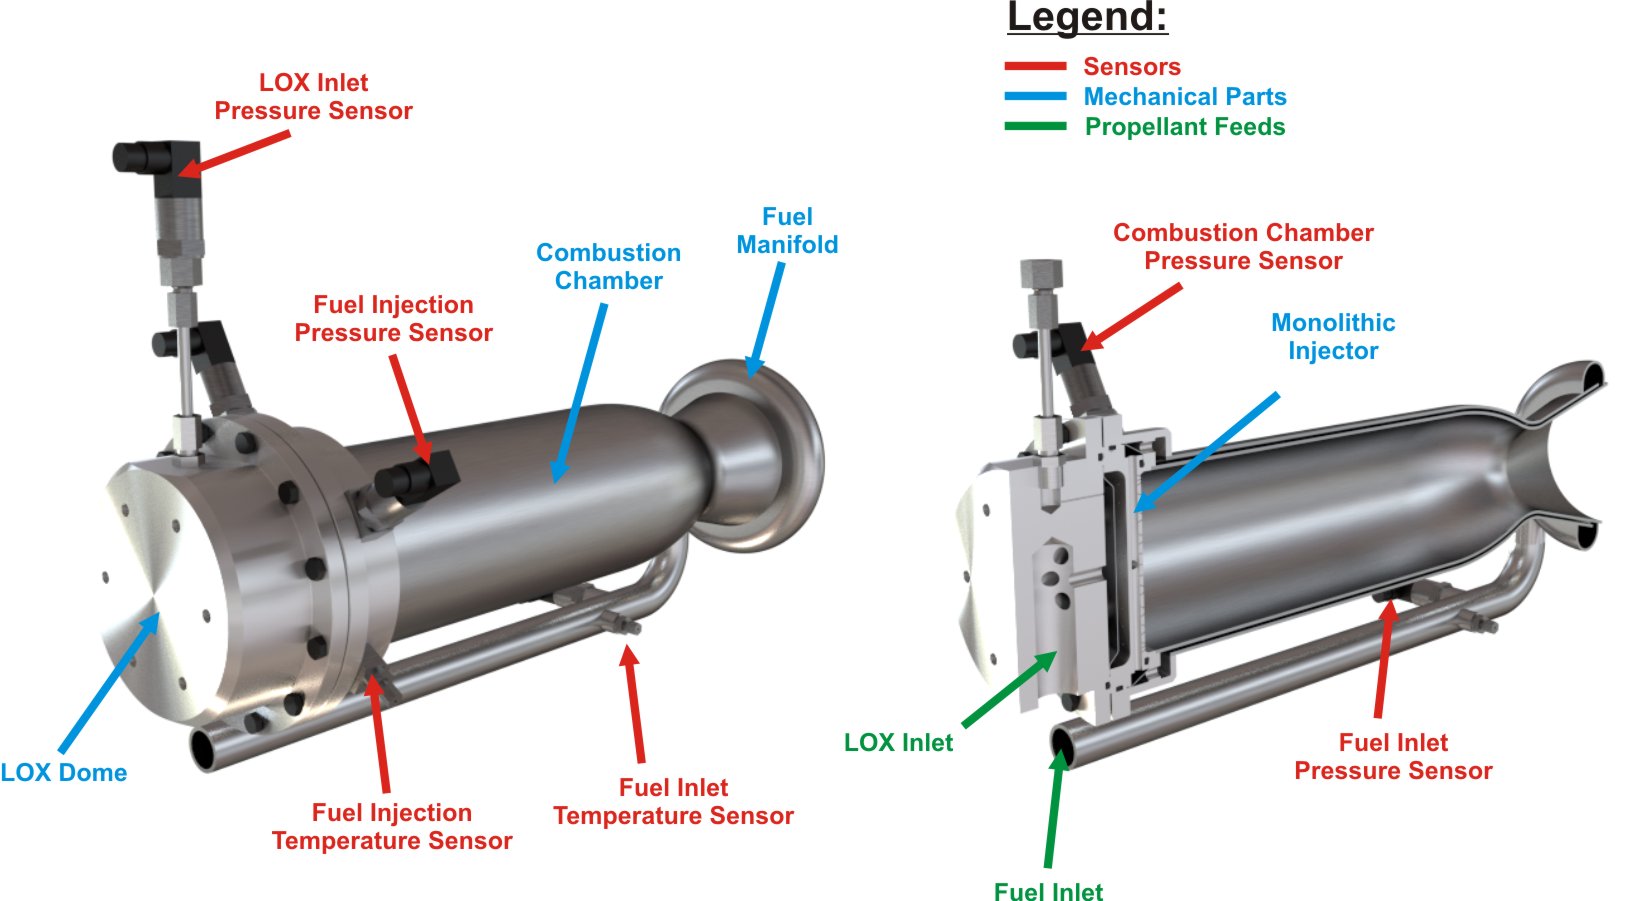 Legend:
Sensors
Mechanical Parts
Propellant Feeds
LOX Inlet
Pressure Sensor
Fuel Injection
Pressure Sensor
Combustion
Chamber
Fuel
Manifold
LOX Dome
Fuel Injection
Temperature Sensor
Fuel Inlet
Temperature Sensor
Combustion Chamber
Pressure Sensor
Monolithic
Injector
LOX Inlet
Fuel Inlet
Pressure Sensor
Fuel Inlet